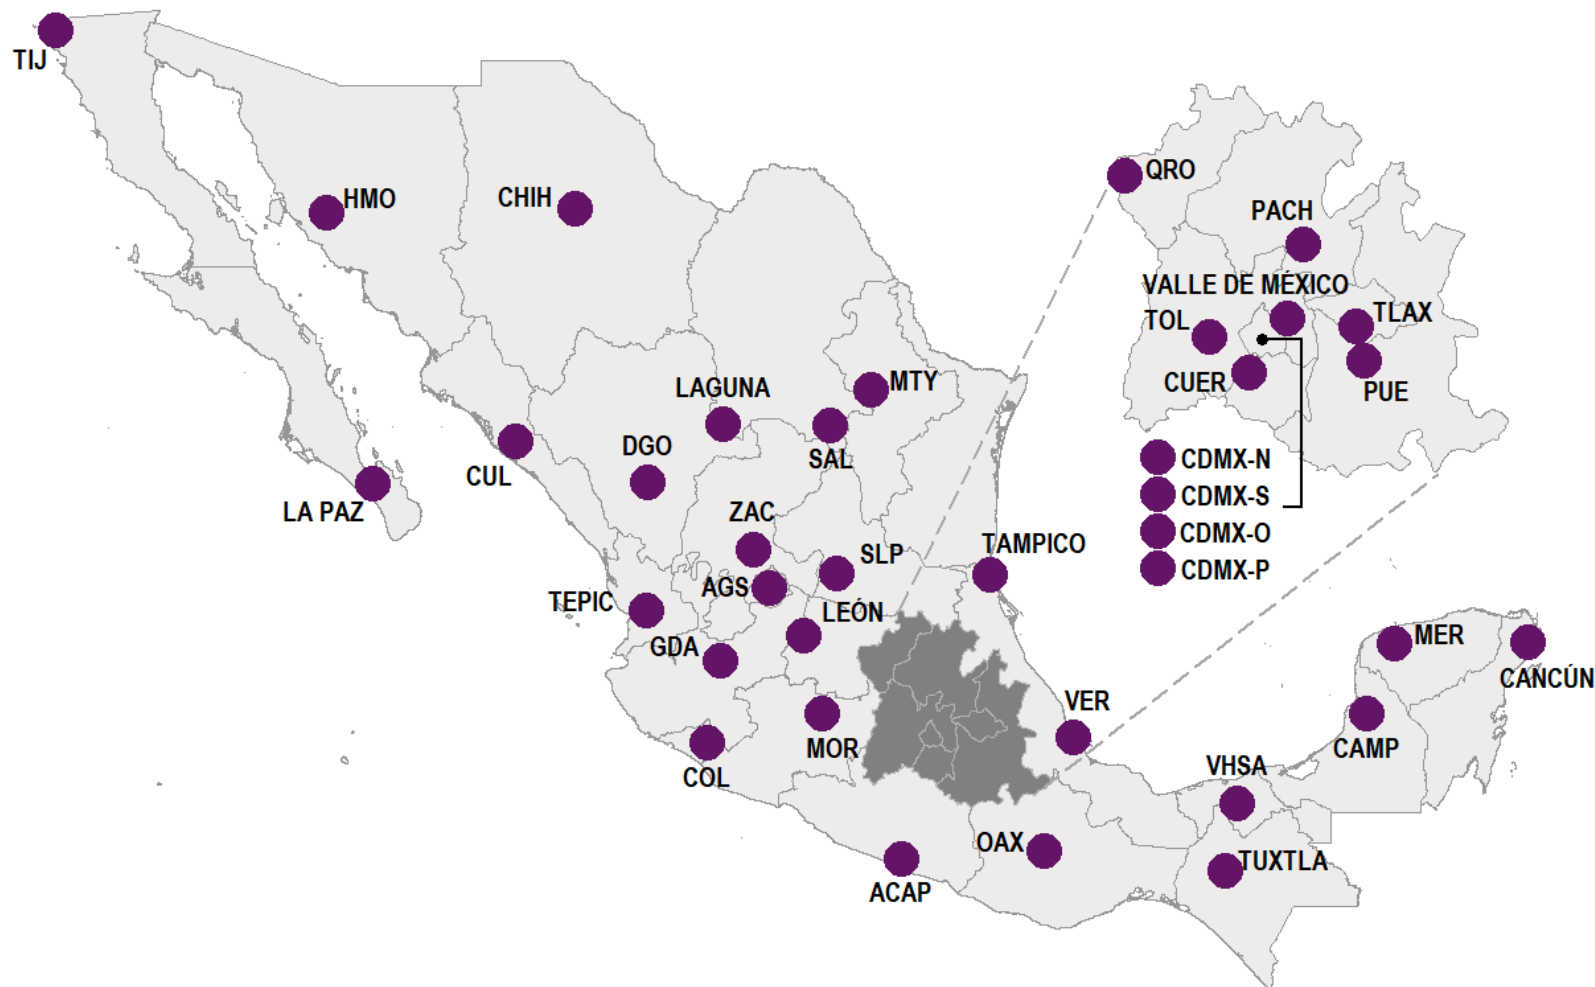 TIJ
QRO
HMO
CHIH
PACH
VALLE DE MÉXICO
TOL
TLAX
CUER
PUE
LAGUNA
MTY
DGO
SAL
CUL
LA PAZ
CDMX-N
CDMX-S
CDMX-O
CDMX-P
ZAC
SLP
TAMPICO
AGS
TEPIC
LEÓN
GDA
MER
CANCÚN
VER
MOR
CAMP
COL
VHSA
OAX
TUXTLA
ACAP